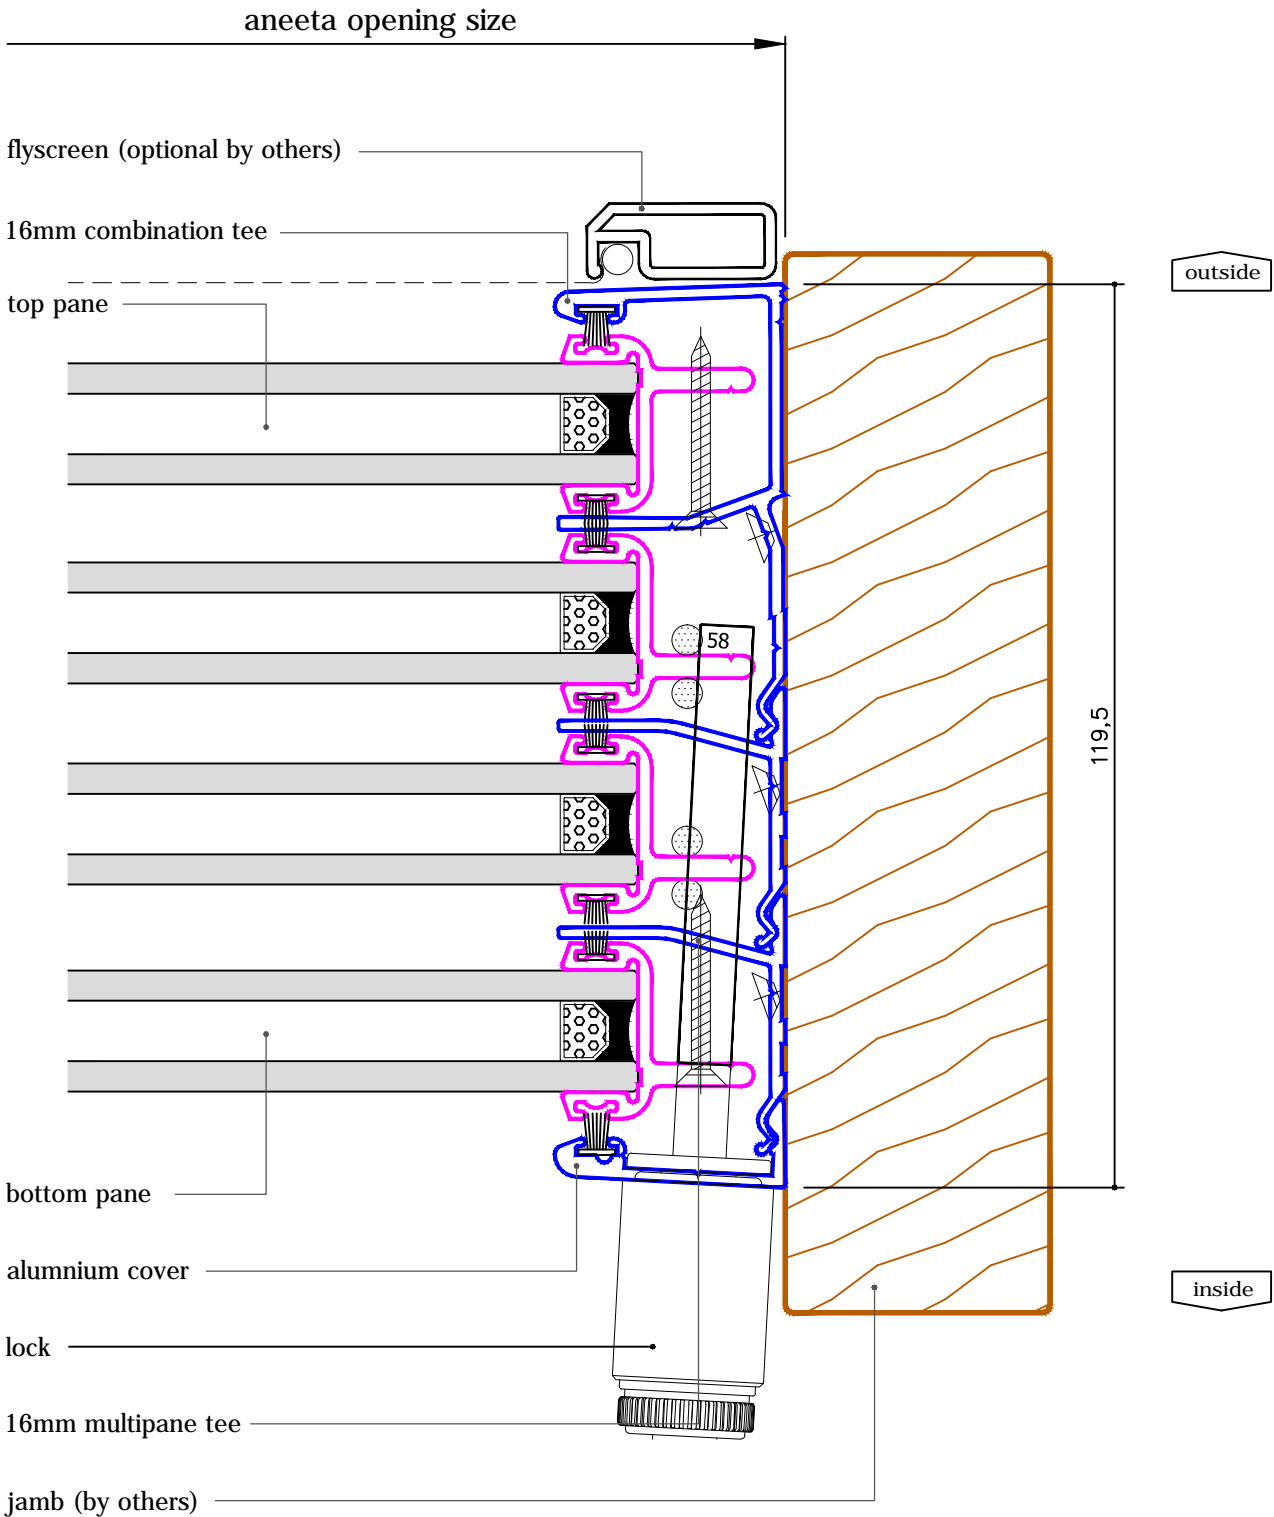 aneeta opening size
flyscreen (optional by others)
16mm combination tee
outside
top pane
58
119,5
bottom pane
alumnium cover
inside
lock
16mm multipane tee
jamb (by others)